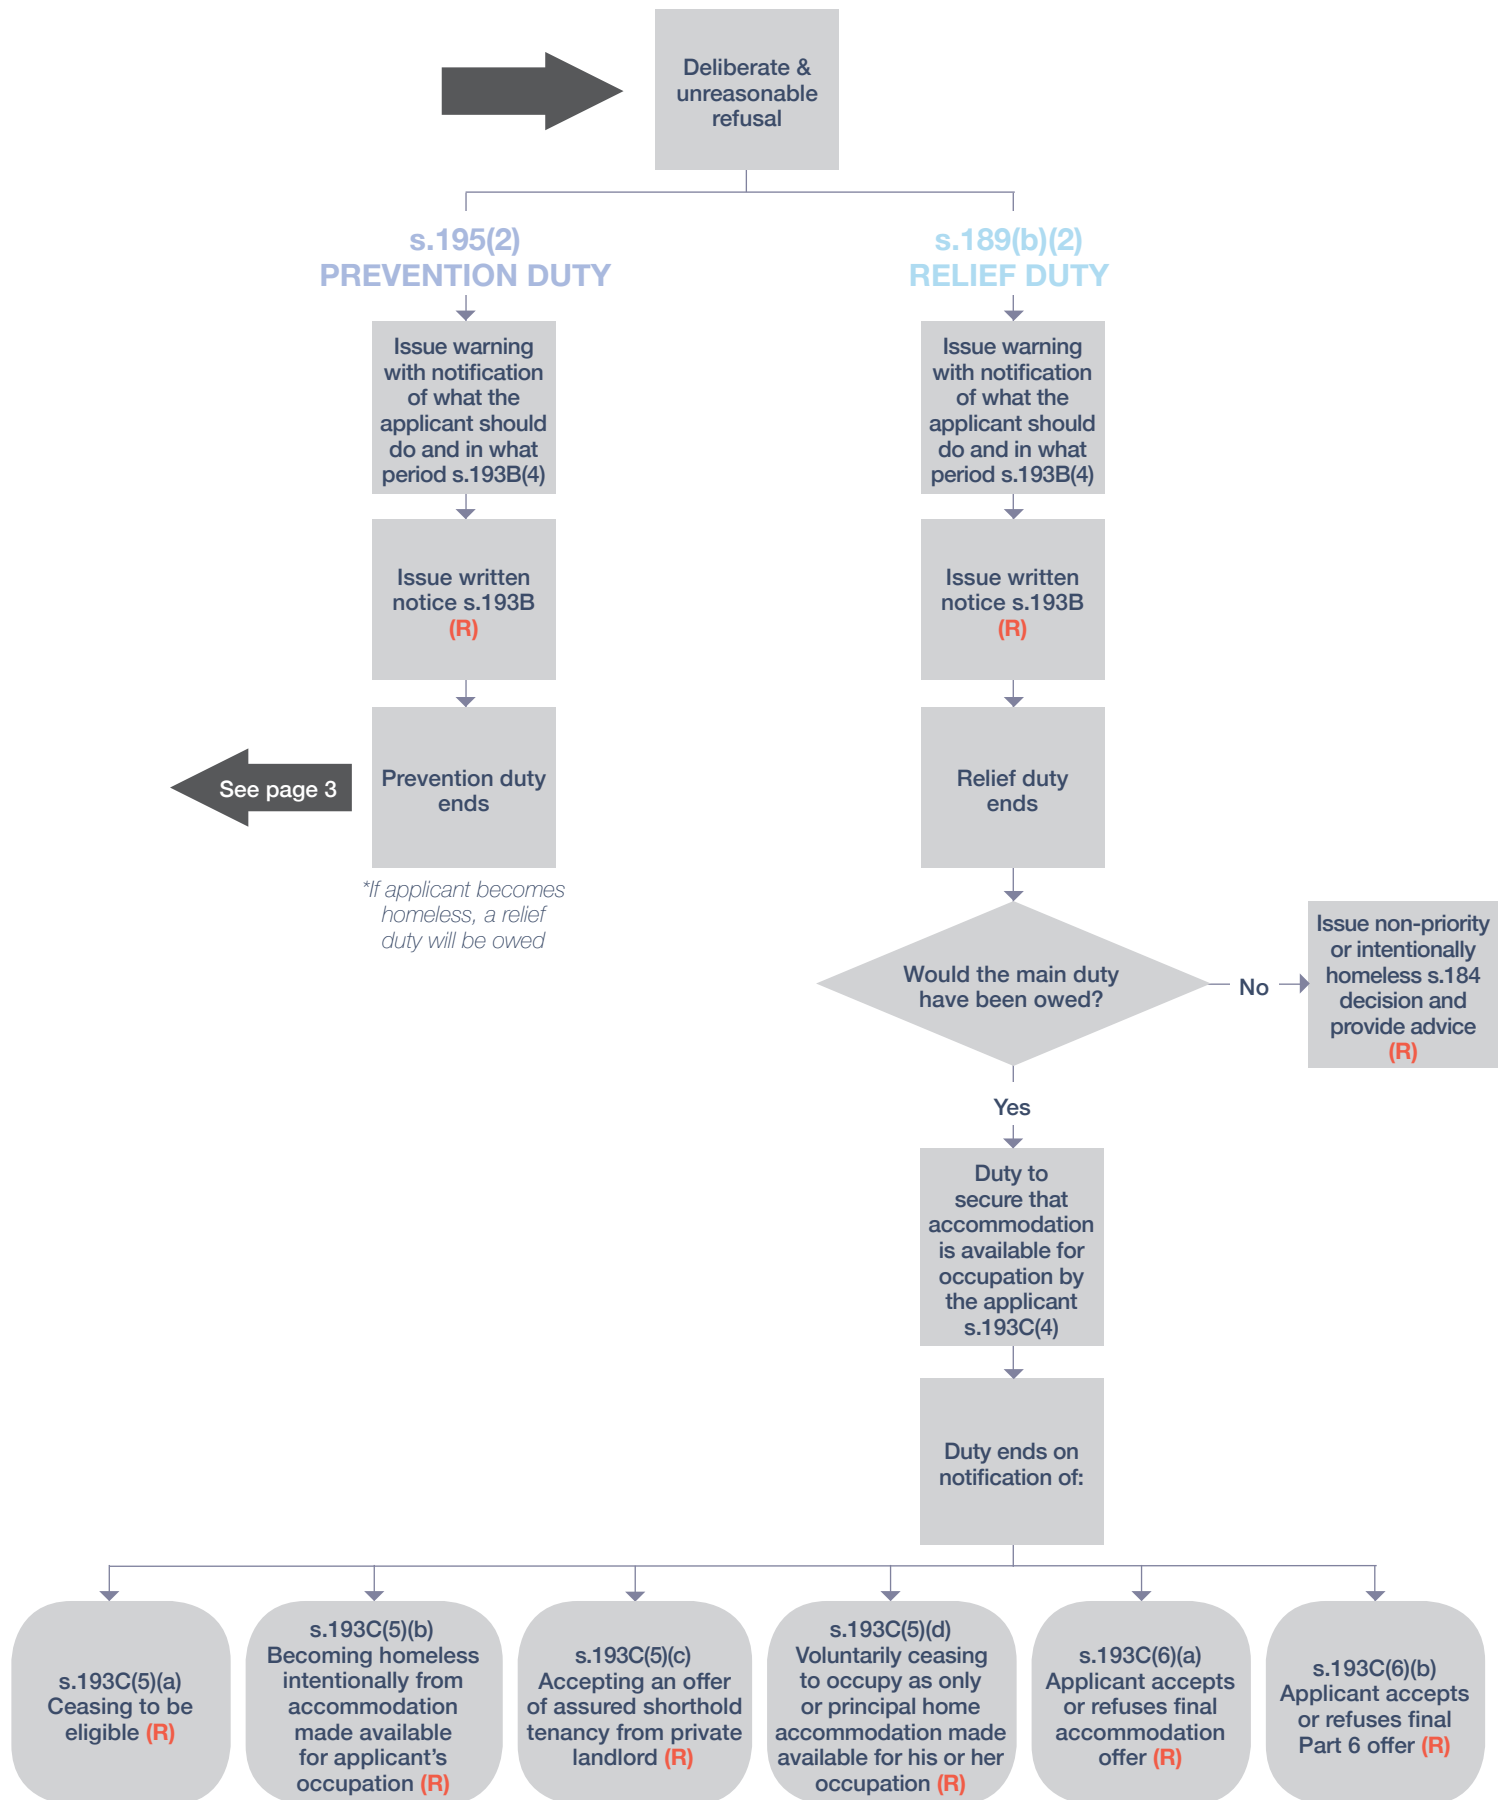 Deliberate &
unreasonable
refusal
s.195(2)
PREVENTION DUTY
s.189(b)(2)
RELIEF DUTY
Issue warning
with notification
of what the
applicant should
do and in what
period s.193B(4)
Issue warning
with notification
of what the
applicant should
do and in what
period s.193B(4)
Issue written
notice s.193B
(R)
Issue written
notice s.193B
(R)
See page 3
Prevention duty
ends
Relief duty
ends
*If applicant becomes
homeless, a relief
duty will be owed
Would the main duty
have been owed?
No
Issue non-priority
or intentionally
homeless s.184
decision and
provide advice
(R)
Yes
Duty to
secure that
accommodation
is available for
occupation by
the applicant
s.193C(4)
Duty ends on
notification of:
s.193C(5)(a)
Ceasing to be
eligible (R)
s.193C(5)(b)
Becoming homeless
intentionally from
accommodation
made available
for applicant’s
occupation (R)
s.193C(5)(c)
Accepting an offer
of assured shorthold
tenancy from private
landlord (R)
s.193C(5)(d)
Voluntarily ceasing
to occupy as only
or principal home
accommodation made
available for his or her
occupation (R)
s.193C(6)(a)
Applicant accepts
or refuses final
accommodation
offer (R)
s.193C(6)(b)
Applicant accepts
or refuses final
Part 6 offer (R)